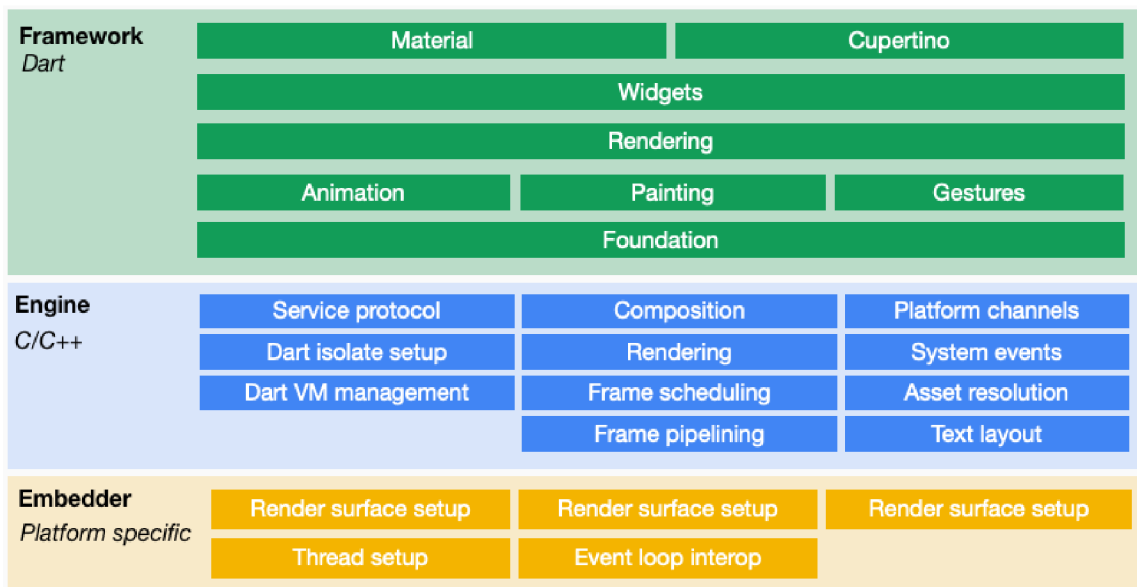 Framework
Dart
Material
Cupertino
Widgets
Rendering
Animation
Painting
Gestures
Foundation
Engine
C/C++
Service protocol
Composition
Platform channels
Dart isolate setup
Rendering
System events
Dart VM management
Frame scheduling
Asset resolution
Frame pipelining
Text layout
Embedder
Platform specific
Render surface setup
Render surface setup
Render surface setup
Thread setup
Event loop interop